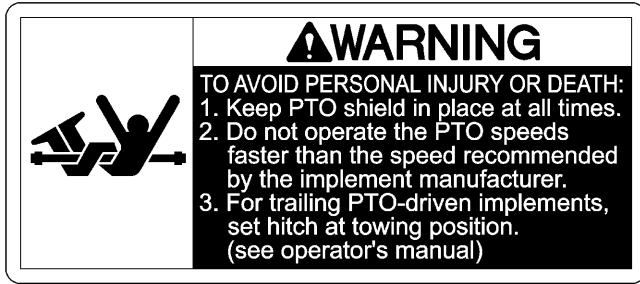 WARNING
TO AVOID PERSONAL INJURY OR DEATH:
1. Keep PTO shield in place at all times.
2. Do not operate the PTO speeds
faster than the speed recommended
by the implement manufacturer.
3. For trailing PTO-driven implements,
set hitch at towing position.
(see operator's manual)